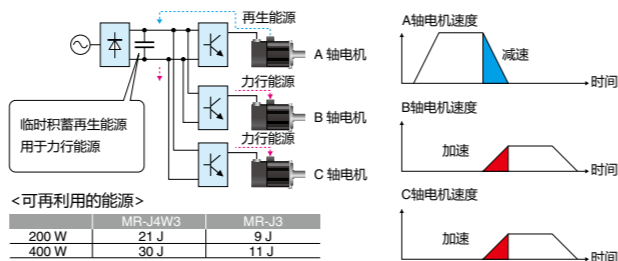 再生能源
A 轴电机
力行能源
B 轴电机
力行能源
C 轴电机
临时积蓄再生能源
用于力行能源
<可再利用的能源>
MR-J4W3 MR-J3
200 W 21 J 9 J
400 W 30 J 11 J
A轴电机速度
减速
时间
B轴电机速度
加速
时间
C轴电机速度
加速
时间